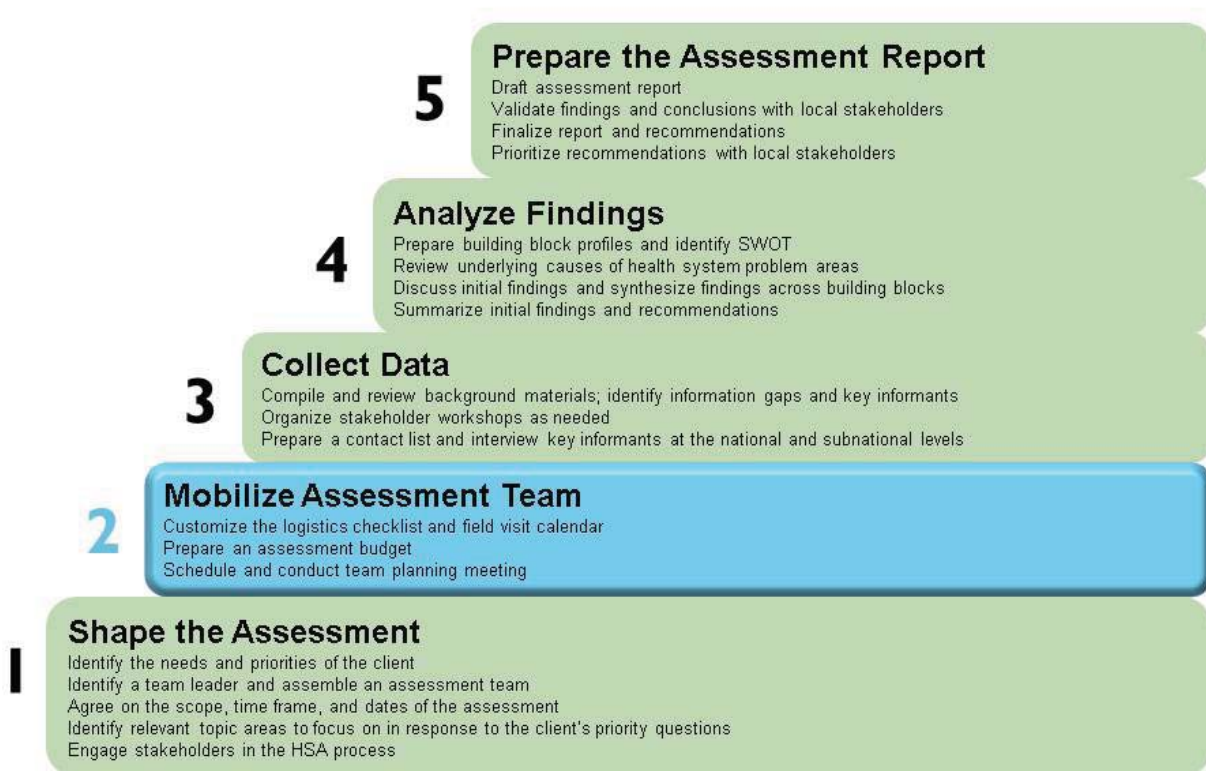 5
Prepare the Assessment Report
Draft assessment report
Validate findings and conclusions with local stakeholders
Finalize report and recommendations
Prioritize recommendations with local stakeholders
4
Analyze Findings
Prepare building block profiles and identify SWOT
Review underlying causes of health system problem areas
Discuss initial findings and synthesize findings across building blocks
Summarize initial findings and recommendations
3
Collect Data
Compile and review background materials; identify information gaps and key informants
Organize stakeholder workshops as needed
Prepare a contact list and interview key informants at the national and subnational levels
2
Mobilize Assessment Team
Customize the logistics checklist and field visit calendar
Prepare an assessment budget
Schedule and conduct team planning meeting
1
Shape the Assessment
Identify the needs and priorities of the client
Identify a team leader and assemble an assessment team
Agree on the scope, time frame, and dates of the assessment
Identify relevant topic areas to focus on in response to the client's priority questions
Engage stakeholders in the HSA process